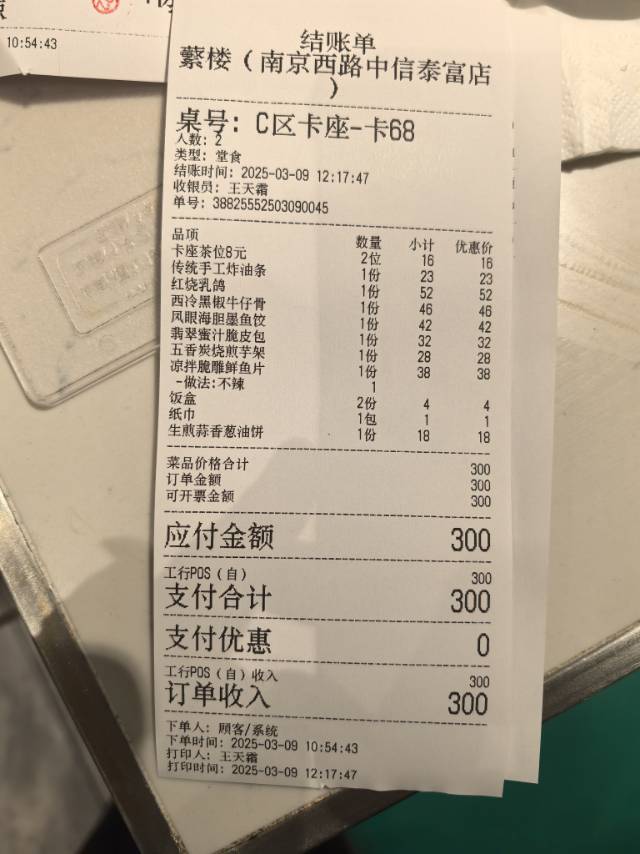 10:54:43
结账单
蘩楼（南京西路中信泰富店
）
桌号: C区卡座-卡68
人数: 2
类型: 堂食
结账时间: 2025-03-09 12:17:47
收银员: 王天霜
单号: 38825552503090045
品项 数量 小计 优惠价
卡座茶位8元 2位 16 16
传统手工炸油条 1份 23 23
红烧乳鸽 1份 52 52
西冷黑椒牛仔骨 1份 46 46
凤眼海胆墨鱼饺 1份 42 42
翡翠蜜汁脆皮包 1份 32 32
五香炭烧煎芋架 1份 28 28
凉拌脆雕鲜鱼片 1份 38 38
-做法:不辣 1
饭盒 2份 4 4
纸巾 1包 1 1
生煎蒜香葱油饼 1份 18 18
菜品价格合计 300
订单金额 300
可开票金额 300
应付金额 300
工行POS（自） 300
支付合计 300
支付优惠 0
工行POS（自）收入 300
订单收入 300
下单人: 顾客/系统
下单时间: 2025-03-09 10:54:43
打印人: 王天霜
打印时间: 2025-03-09 12:17:47